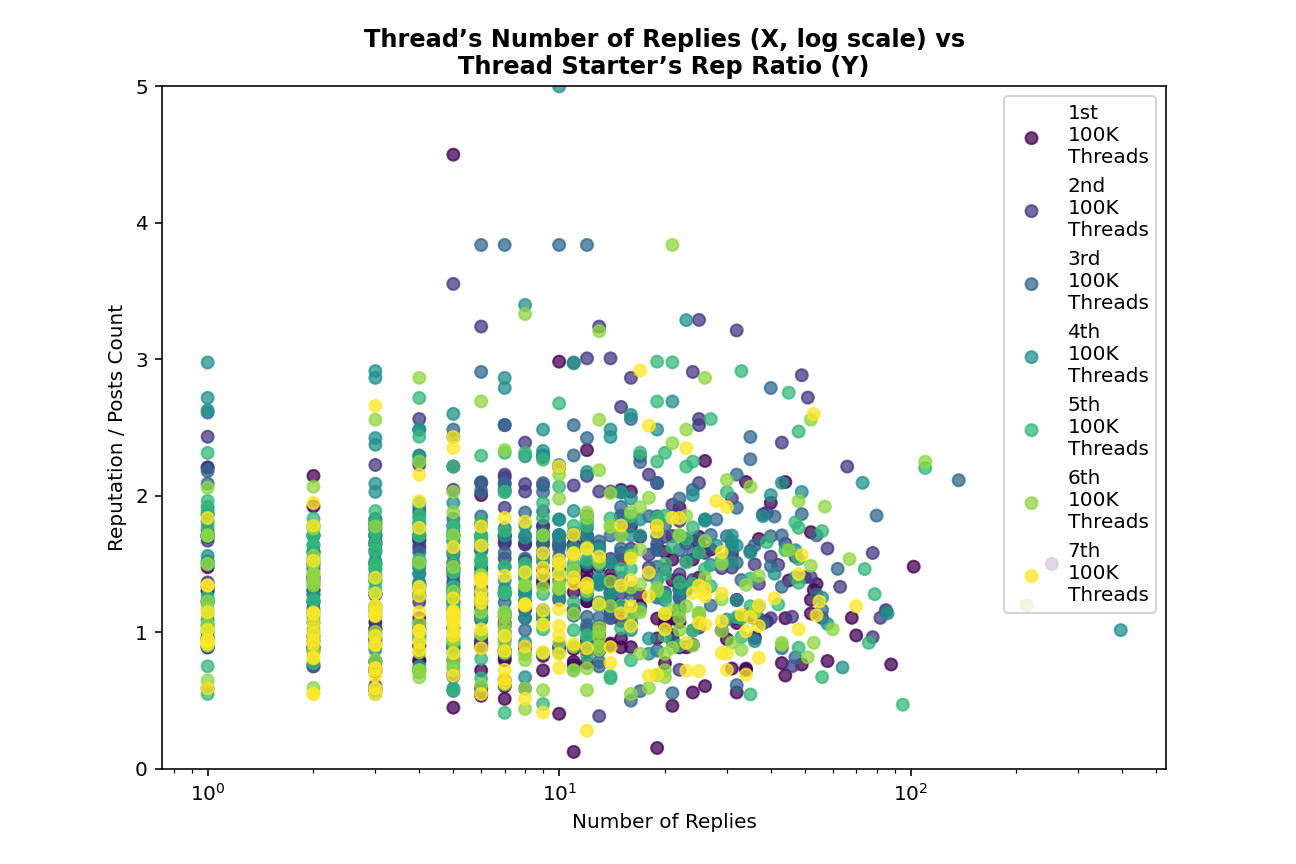 Thread’s Number of Replies (X, log scale) vs
Thread Starter’s Rep Ratio (Y)
Reputation / Posts Count
5
4
3
2
1
0
10⁰
10¹
10²
Number of Replies
1st
100K
Threads
2nd
100K
Threads
3rd
100K
Threads
4th
100K
Threads
5th
100K
Threads
6th
100K
Threads
7th
100K
Threads